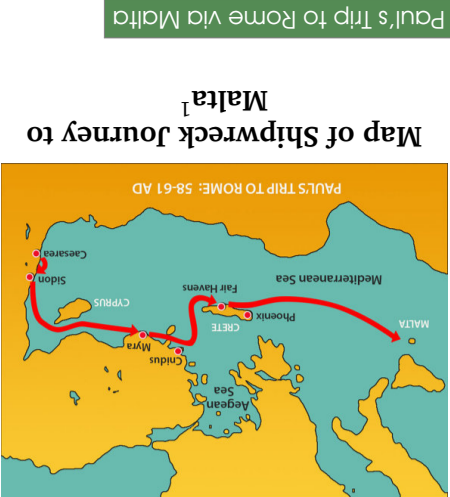 Paul's Trip to Rome via Malta
Map of Shipwreck Journey to
Malta¹
PAUL'S TRIP TO ROME: 58-61 AD
Caesarea
Sidon
Mediterranean Sea
Fair Havens
CYPRUS
Phoenix
CRETE
MALTA
Myra
Cnidus
Aegean
Sea